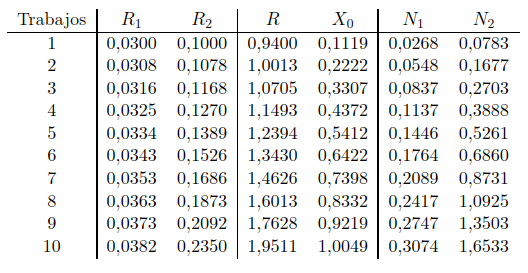 Trabajos R₁ R₂ R X₀ N₁ N₂
1 0,0300 0,1000 0,9400 0,1119 0,0268 0,0783
2 0,0308 0,1078 1,0013 0,2222 0,0548 0,1677
3 0,0316 0,1168 1,0705 0,3307 0,0837 0,2703
4 0,0325 0,1270 1,1493 0,4372 0,1137 0,3888
5 0,0334 0,1389 1,2394 0,5412 0,1446 0,5261
6 0,0343 0,1526 1,3430 0,6422 0,1764 0,6860
7 0,0353 0,1686 1,4626 0,7398 0,2089 0,8731
8 0,0363 0,1873 1,6013 0,8332 0,2417 1,0925
9 0,0373 0,2092 1,7628 0,9219 0,2747 1,3503
10 0,0382 0,2350 1,9511 1,0049 0,3074 1,6533